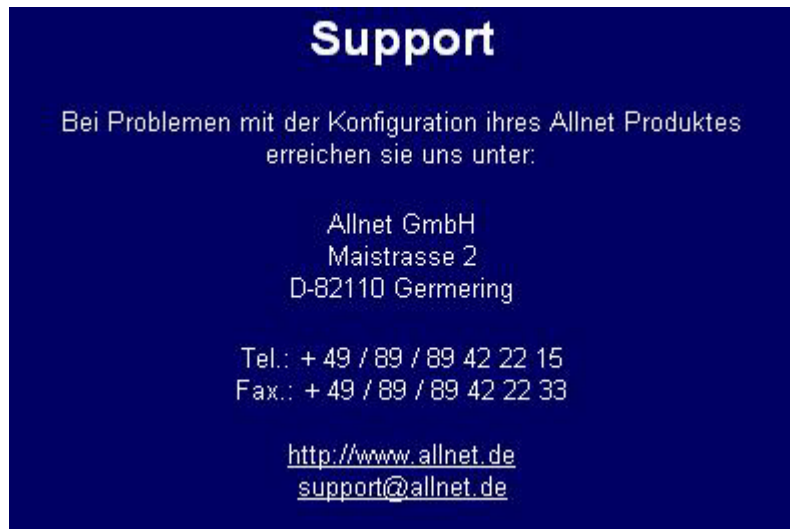 Support
Bei Problemen mit der Konfiguration ihres Allnet Produktes
erreichen sie uns unter:
Allnet GmbH
Maistrasse 2
D-82110 Germering
Tel.: + 49 / 89 / 89 42 22 15
Fax.: + 49 / 89 / 89 42 22 33
http://www.allnet.de
support@allnet.de